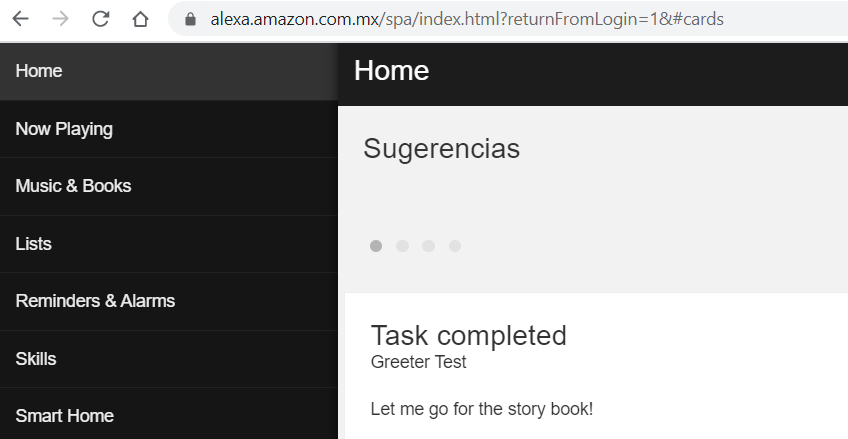 alexa.amazon.com.mx/spa/index.html?returnFromLogin=1&#cards
Home
Now Playing
Music & Books
Lists
Reminders & Alarms
Skills
Smart Home
Home
Sugerencias
Task completed
Greeter Test
Let me go for the story book!